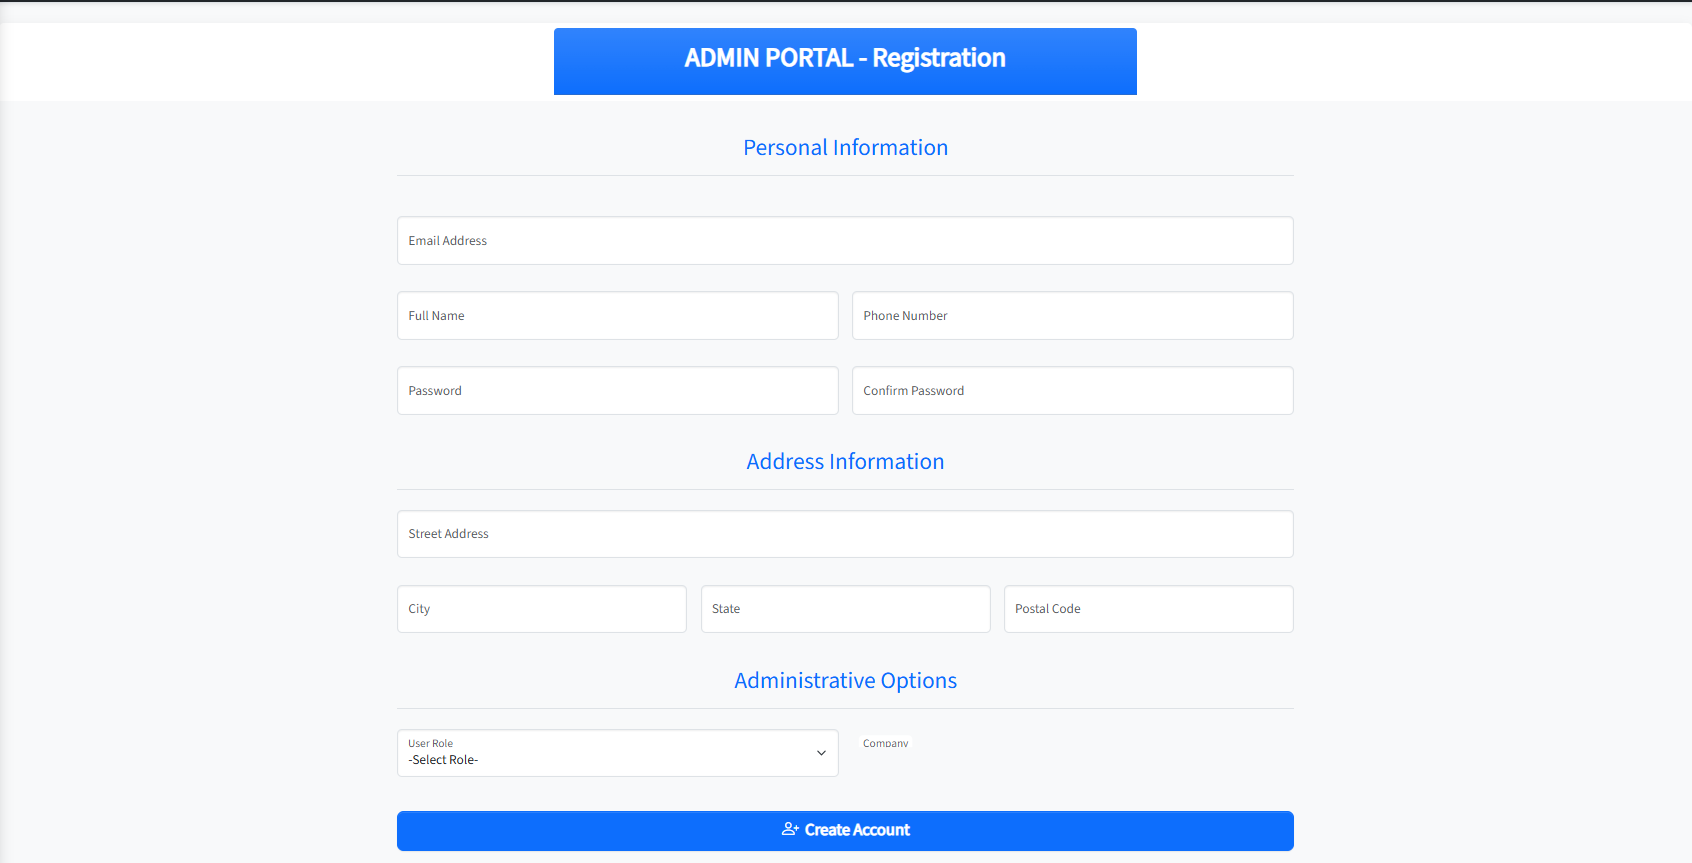 ADMIN PORTAL - Registration
Personal Information
Email Address
Full Name
Phone Number
Password
Confirm Password
Address Information
Street Address
City
State
Postal Code
Administrative Options
User Role
-Select Role-
Company
Create Account